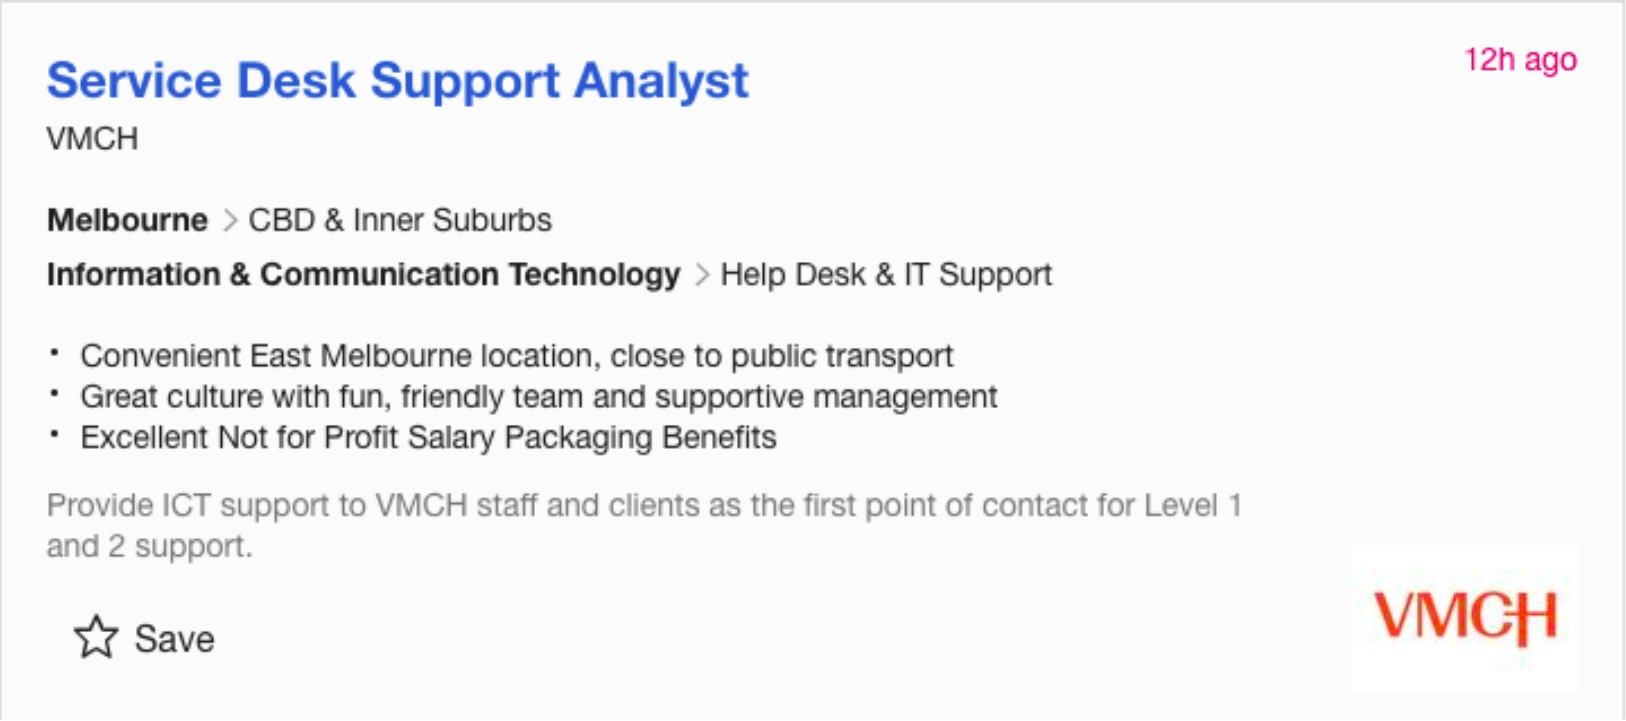 Service Desk Support Analyst
12h ago
VMCH
Melbourne > CBD & Inner Suburbs
Information & Communication Technology > Help Desk & IT Support
• Convenient East Melbourne location, close to public transport
• Great culture with fun, friendly team and supportive management
• Excellent Not for Profit Salary Packaging Benefits
Provide ICT support to VMCH staff and clients as the first point of contact for Level 1
and 2 support.
Save
VMCH